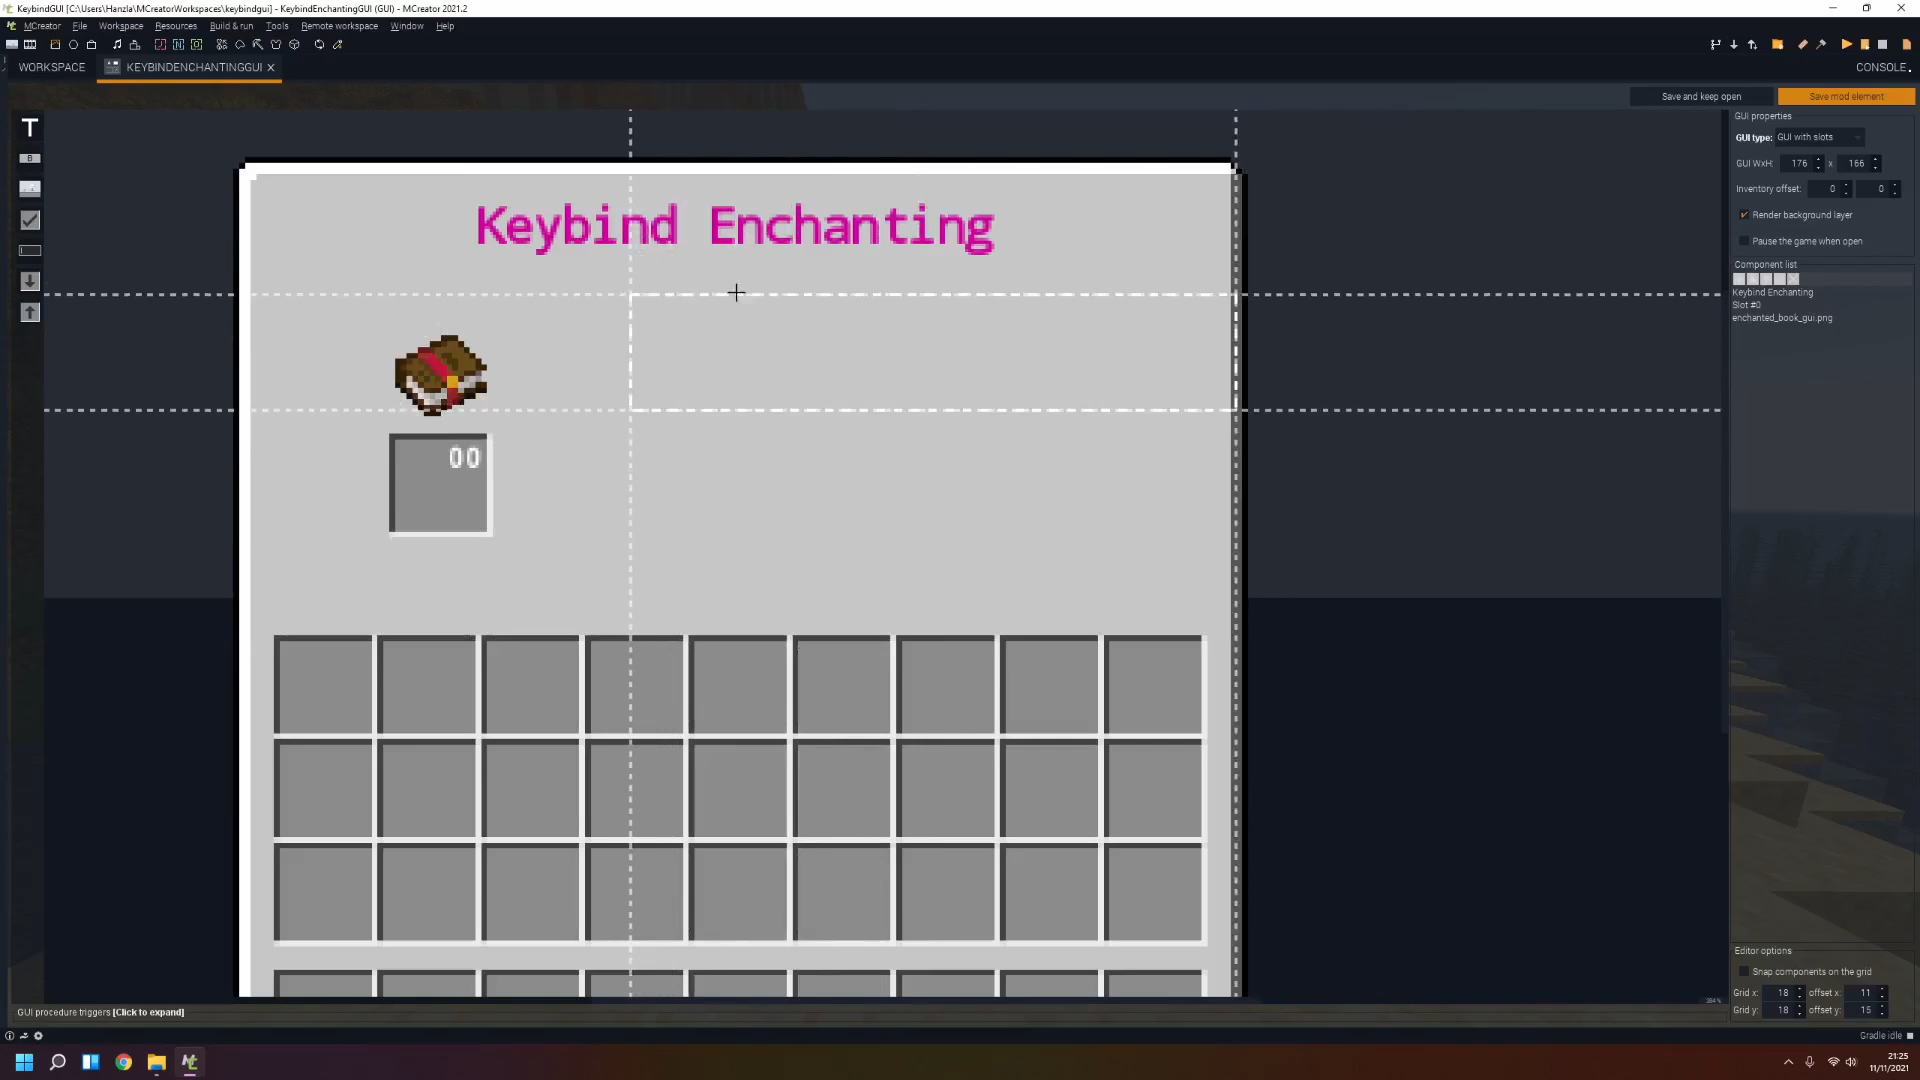 KeybindGUI [C:\Users\Hanzla\MCreatorWorkspaces\keybindgui] - KeybindEnchantingGUI (GUI) - MCreator 2021.2
MCreator File Workspace Resources Build & run Tools Remote workspace Window Help
WORKSPACE KEYBINDENCHANTINGGUI CONSOLE
Save and keep open Save mod element
GUI properties
GUI type: GUI with slots
GUI WxH: 176 x 166
Inventory offset: 0 0
Render background layer
Pause the game when open
Component list
Keybind Enchanting
Slot #0
enchanted_book_gui.png
T
B
Keybind Enchanting
00
Editor options
Snap components on the grid
Grid x: 18 offset x: 11
Grid y: 18 offset y: 15
GUI procedure triggers [Click to expand]
Gradle idle
21:25
11/11/2021